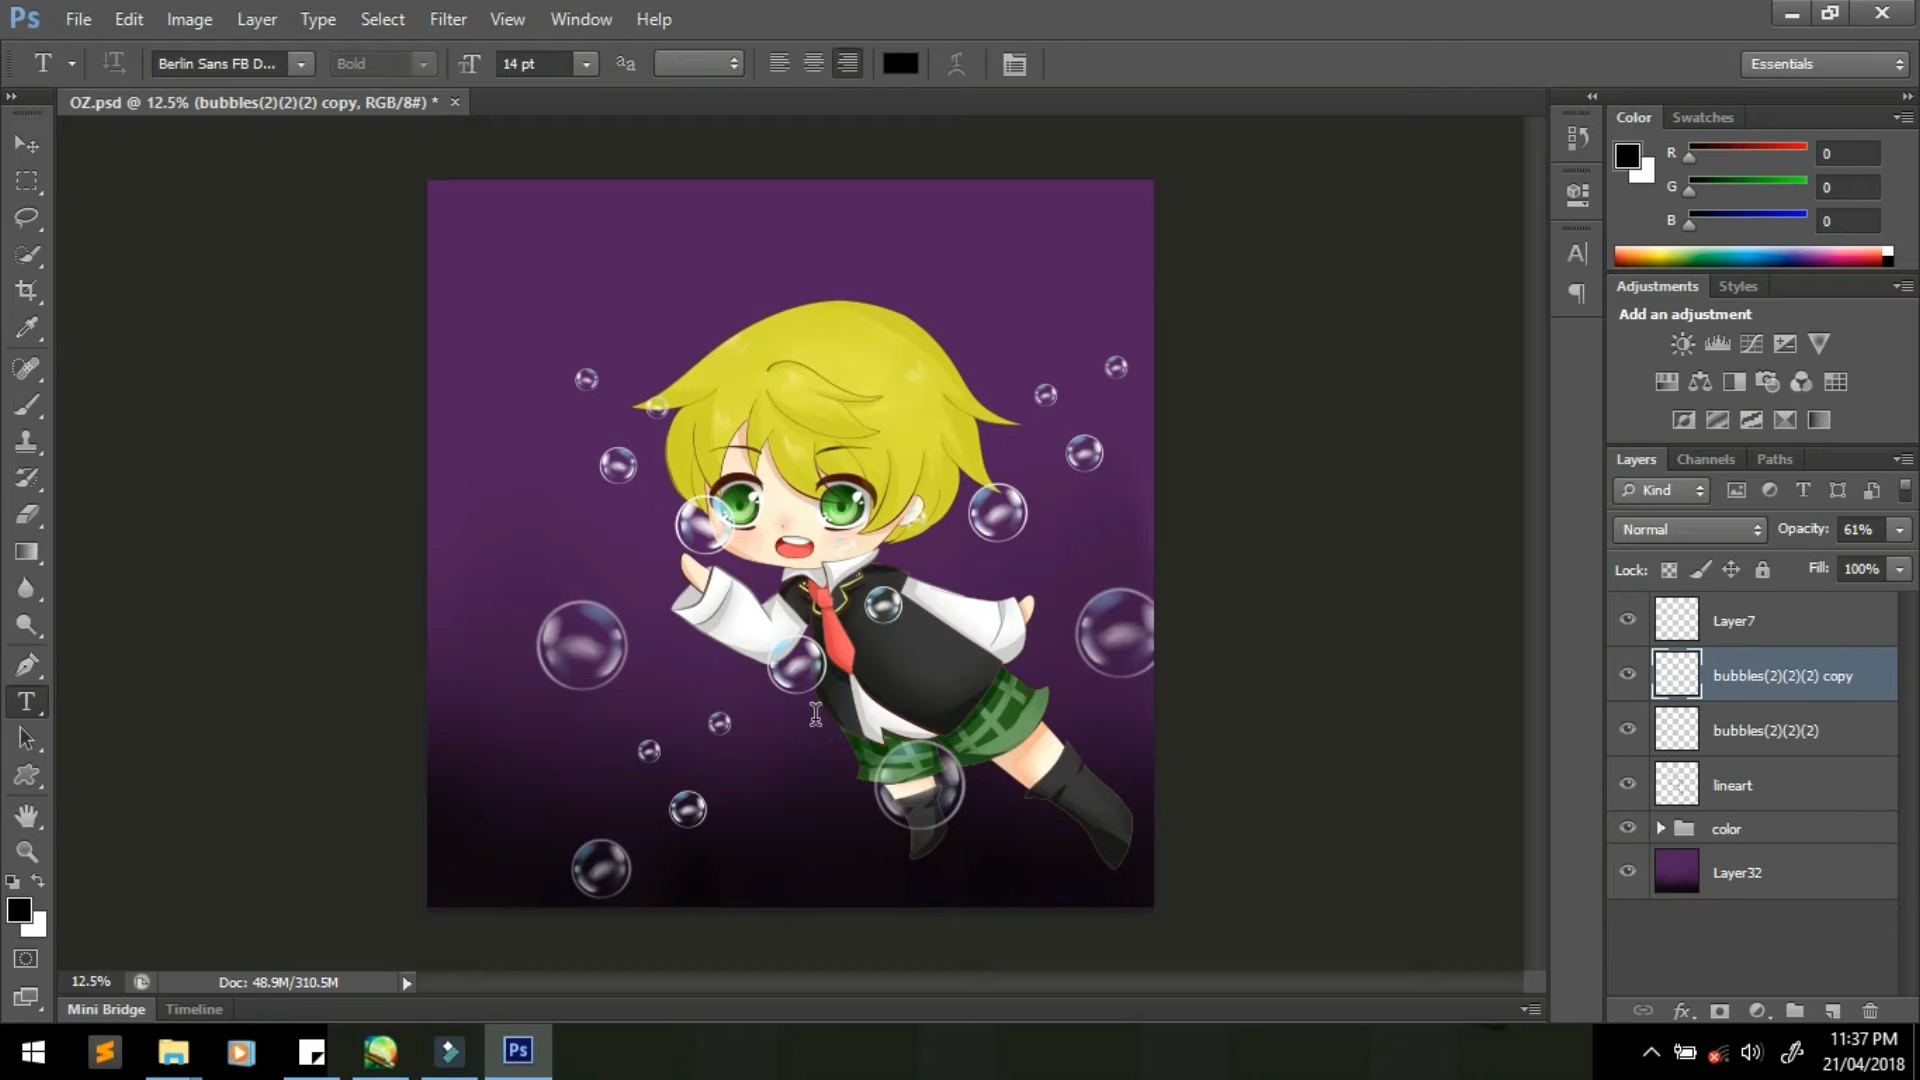 Ps File Edit Image Layer Type Select Filter View Window Help
T Berlin Sans FB D... Bold 14 pt aa Essentials
OZ.psd @ 12.5% (bubbles(2)(2)(2) copy, RGB/8#) * ×
Color Swatches
R 0
G 0
B 0
Adjustments Styles
Add an adjustment
Layers Channels Paths
Kind
Normal Opacity: 61%
Lock: Fill: 100%
Layer7
bubbles(2)(2)(2) copy
bubbles(2)(2)(2)
lineart
color
Layer32
12.5% Doc: 48.9M/310.5M
Mini Bridge Timeline
Ps
11:37 PM
21/04/2018